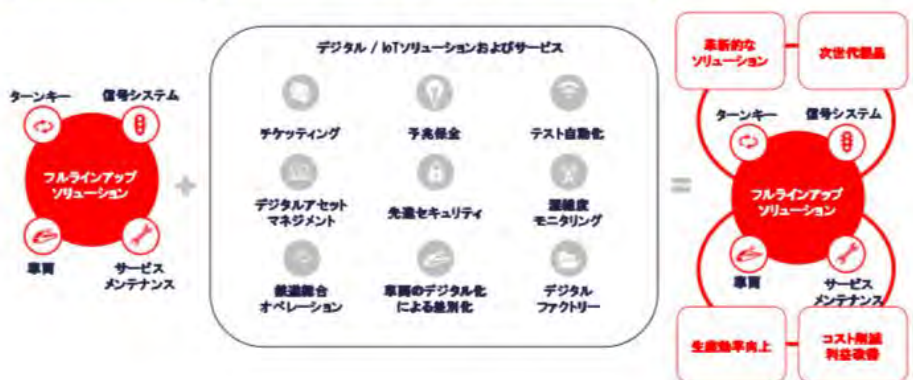 ターンキー
信号システム
フルラインアップ
ソリューション
車両
サービス
メンテナンス
+
デジタル / IoTソリューションおよびサービス
チケッティング
予兆保全
テスト自動化
デジタルアセット
マネジメント
先進セキュリティ
混雑度
モニタリング
鉄道総合
オペレーション
車両のデジタル化
による差別化
デジタル
ファクトリー
=
革新的な
ソリューション
次世代製品
ターンキー
信号システム
フルラインアップ
ソリューション
車両
サービス
メンテナンス
生産効率向上
コスト削減
利益改善